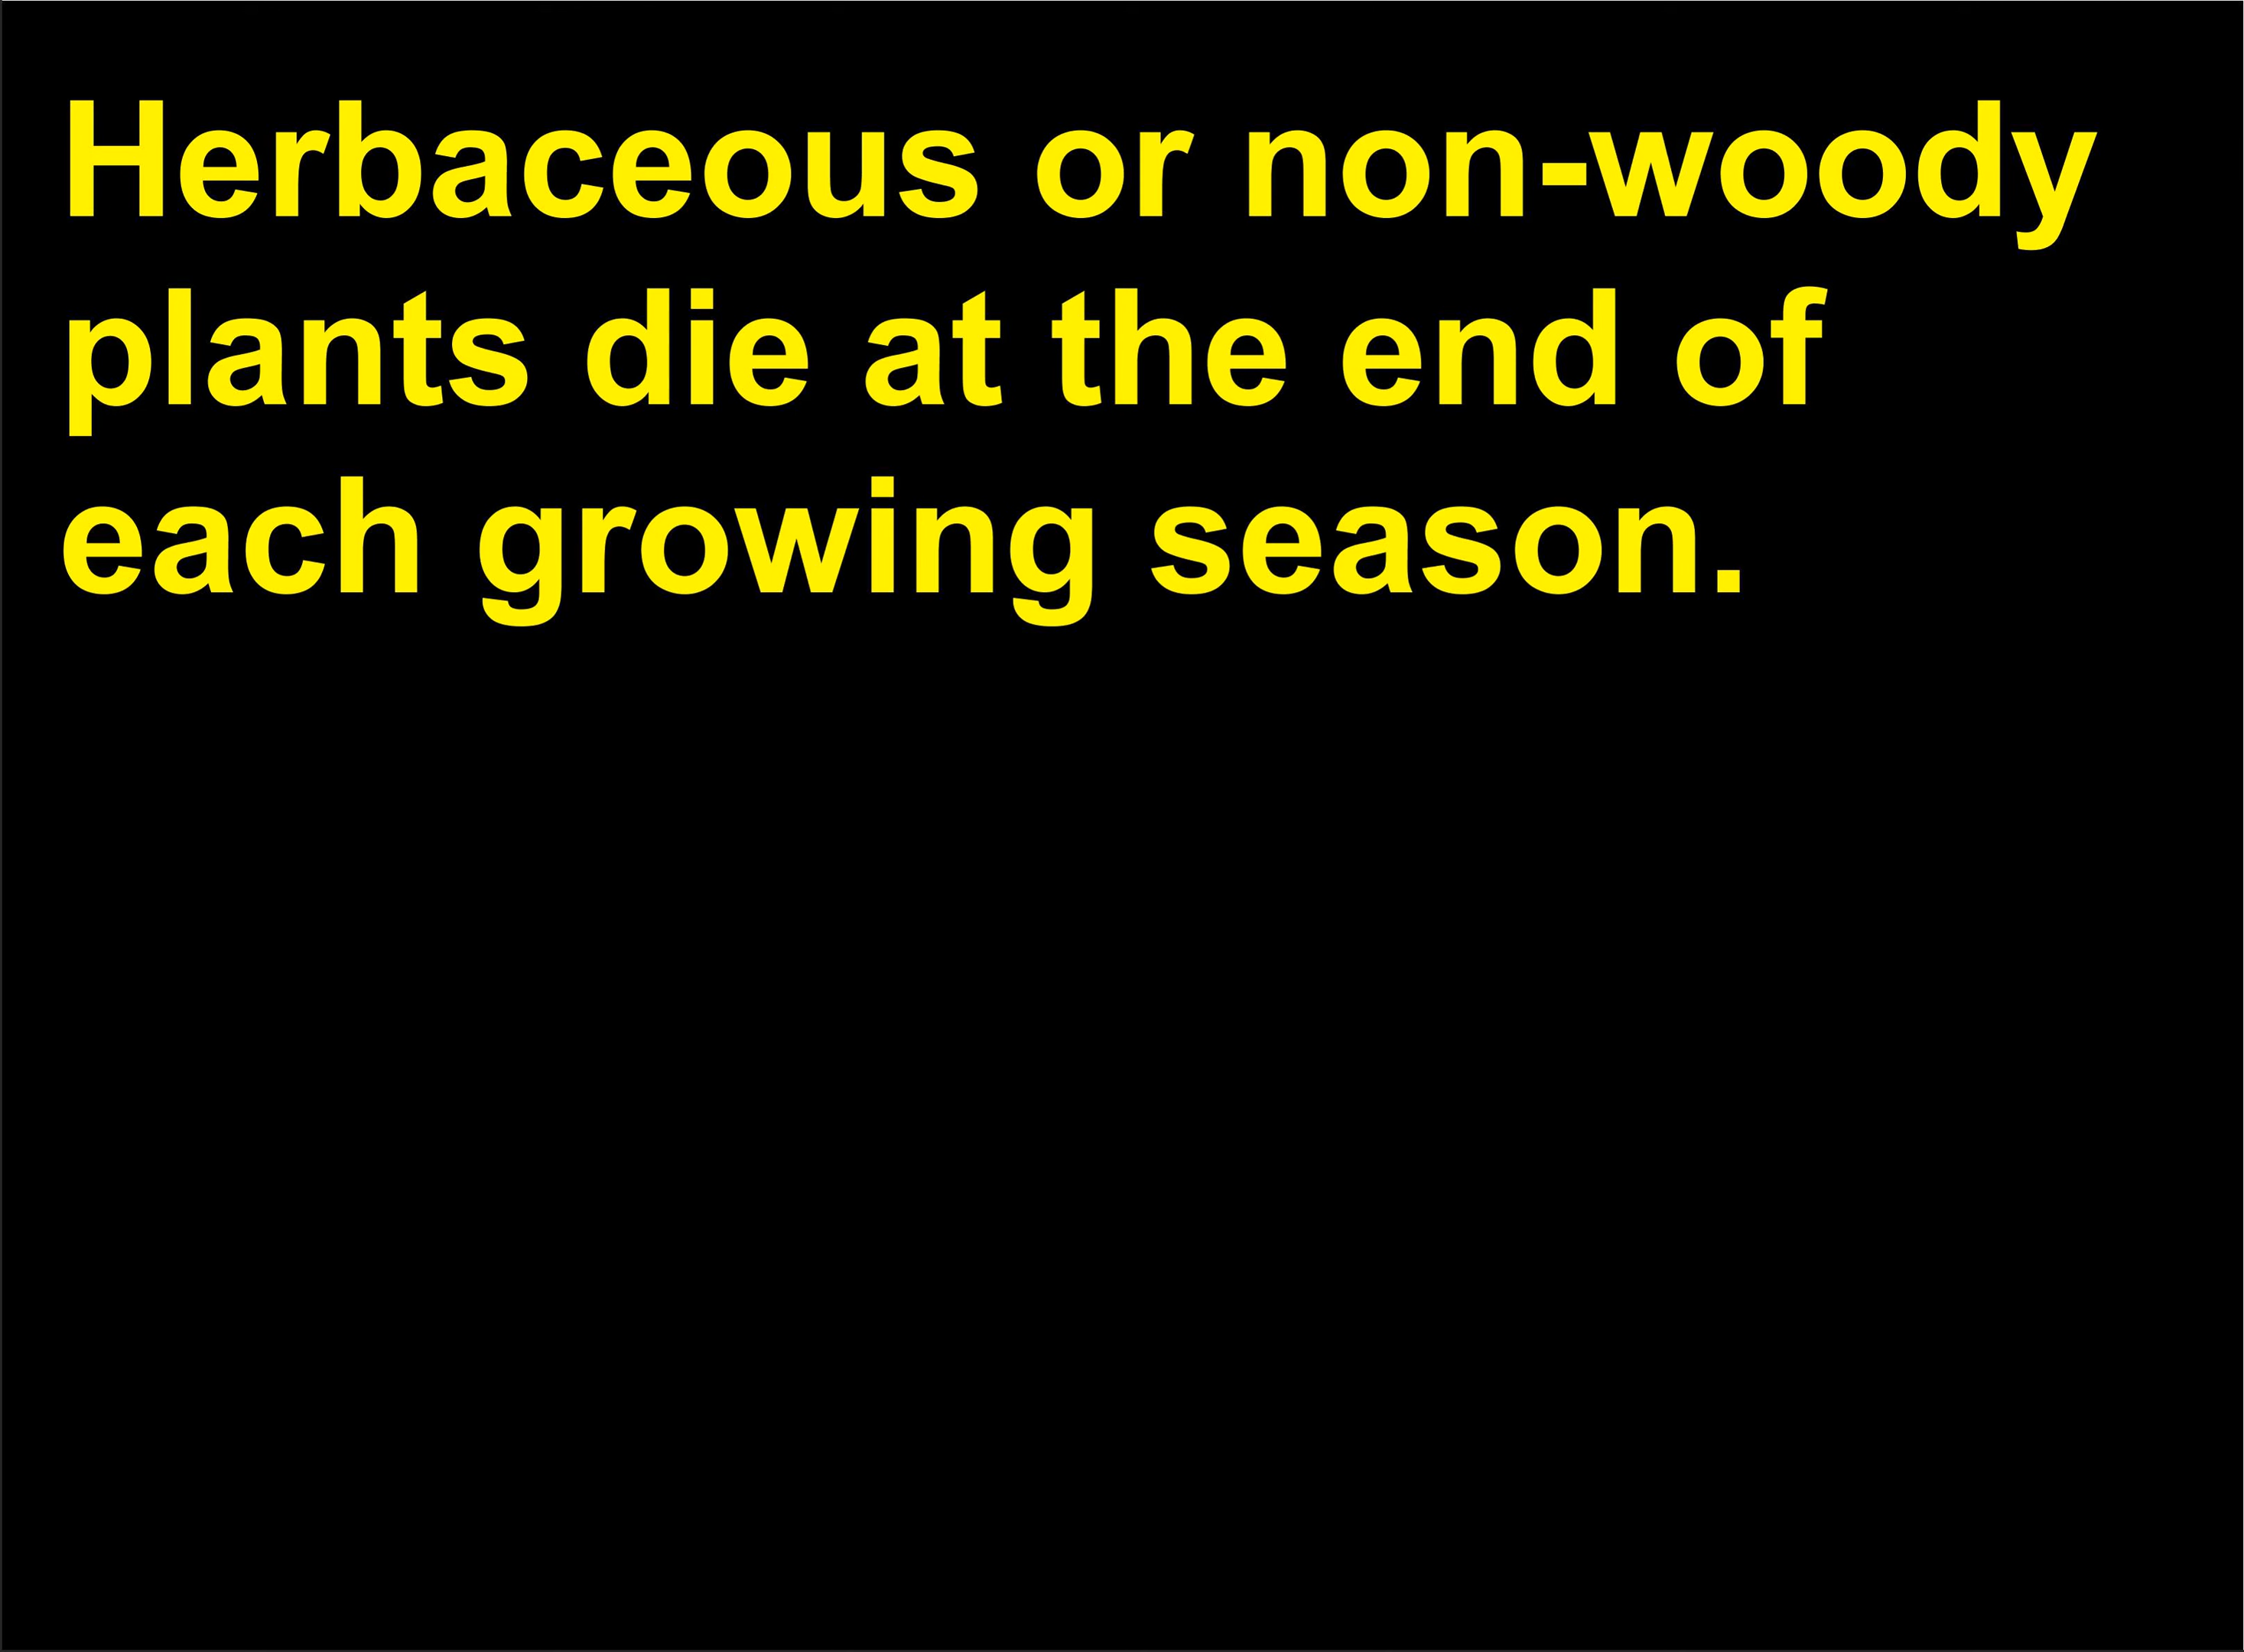 Herbaceous or non-woody
plants die at the end of
each growing season.